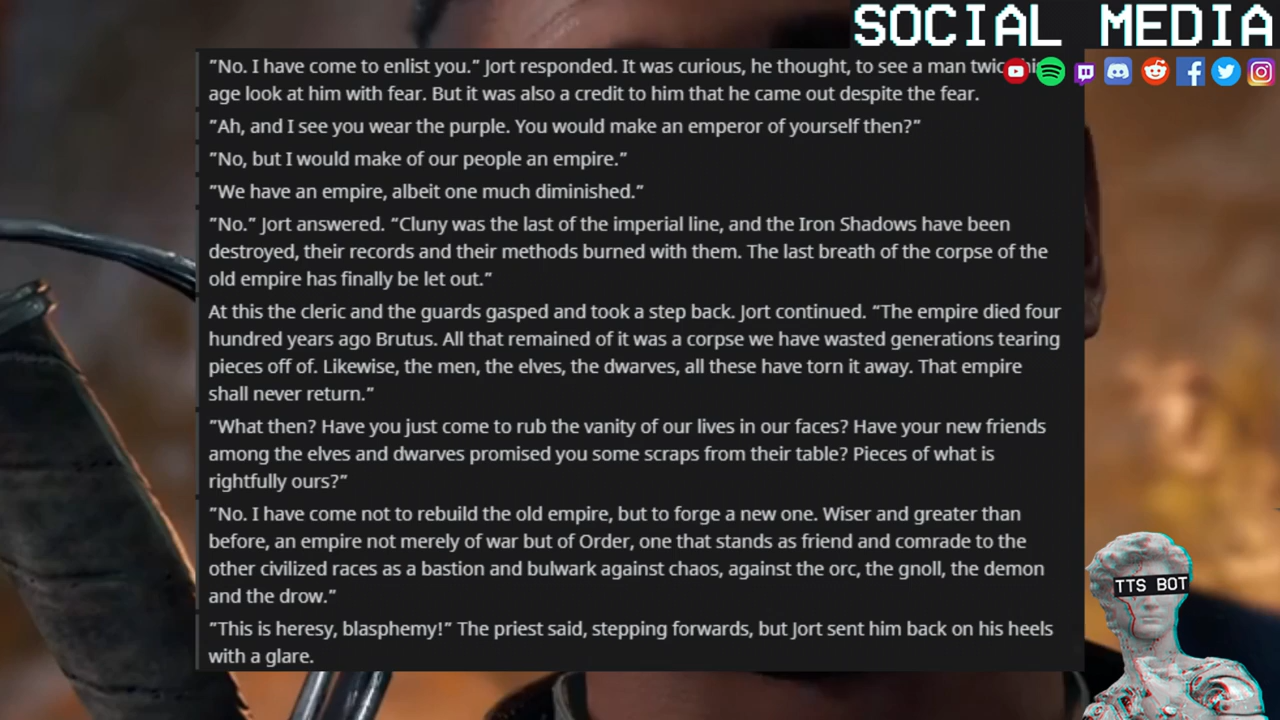 SOCIAL MEDIA
"No. I have come to enlist you." Jort responded. It was curious, he thought, to see a man
age look at him with fear. But it was also a credit to him that he came out despite the fear.
"Ah, and I see you wear the purple. You would make an emperor of yourself then?"
"No, but I would make of our people an empire."
"We have an empire, albeit one much diminished."
"No." Jort answered. "Cluny was the last of the imperial line, and the Iron Shadows have been
destroyed, their records and their methods burned with them. The last breath of the corpse of the
old empire has finally be let out."
At this the cleric and the guards gasped and took a step back. Jort continued. "The empire died four
hundred years ago Brutus. All that remained of it was a corpse we have wasted generations tearing
pieces off of. Likewise, the men, the elves, the dwarves, all these have torn it away. That empire
shall never return."
"What then? Have you just come to rub the vanity of our lives in our faces? Have your new friends
among the elves and dwarves promised you some scraps from their table? Pieces of what is
rightfully ours?"
"No. I have come not to rebuild the old empire, but to forge a new one. Wiser and greater than
before, an empire not merely of war but of Order, one that stands as friend and comrade to the
other civilized races as a bastion and bulwark against chaos, against the orc, the gnoll, the demon
and the drow."
"This is heresy, blasphemy!" The priest said, stepping forwards, but Jort sent him back on his heels
with a glare.
TTS BOT